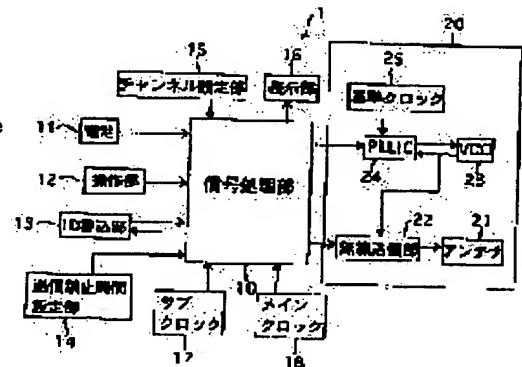 1
15
16
20
25
チャンネル設定部
表示部
基準クロック
11
電池
PLLIC
VCO
24
23
12
操作部
信号処理部
13
ID書込部
22
21
無線送信部
アンテナ
送信禁止時間
設定部
14
10
サブ
クロック
17
メイン
クロック
18